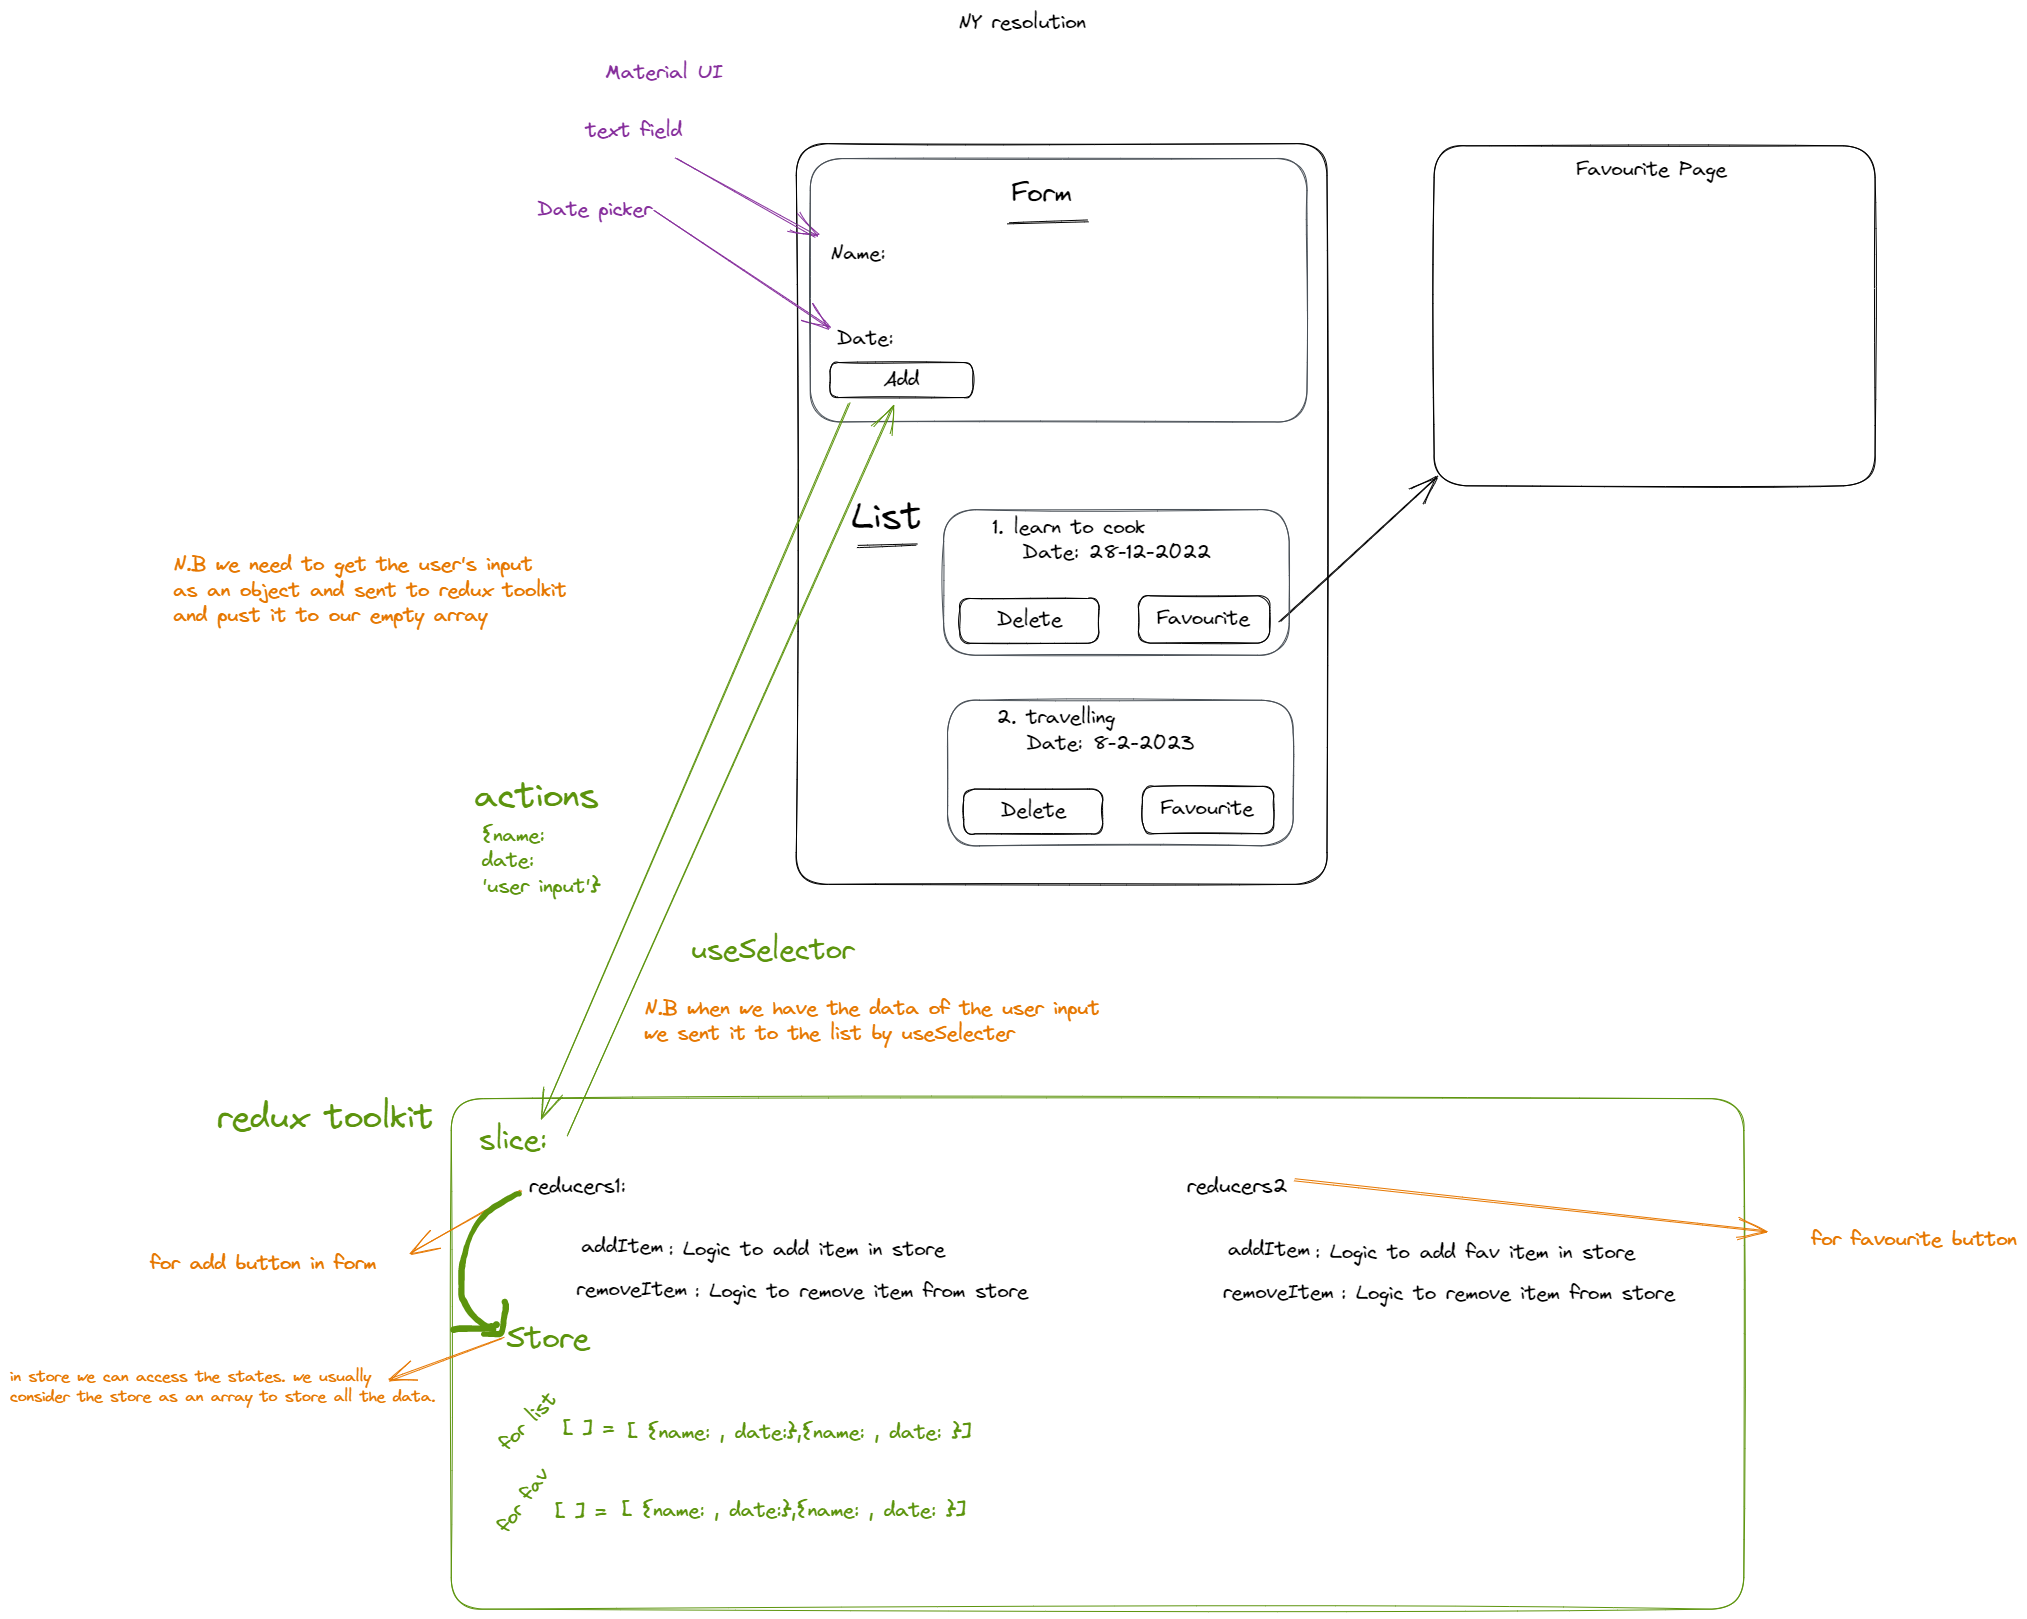 NY resolution
Material UI
text field
Date picker
Form
Name:
Date:
Add
Favourite Page
List
1. learn to cook
Date: 28-12-2022
Delete
Favourite
2. travelling
Date: 8-2-2023
Delete
Favourite
N.B we need to get the user's input
as an object and sent to redux toolkit
and pust it to our empty array
actions
{name:
date:
'user input'}
useSelector
N.B when we have the data of the user input
we sent it to the list by useSelecter
redux toolkit
slice:
reducers1:
addItem : Logic to add item in store
removeItem : Logic to remove item from store
reducers2
addItem : Logic to add fav item in store
removeItem : Logic to remove item from store
for add button in form
for favourite button
Store
in store we can access the states. we usually
consider the store as an array to store all the data.
for list
[ ] = [ {name: , date:},{name: , date: }]
for fav
[ ] = [ {name: , date:},{name: , date: }]